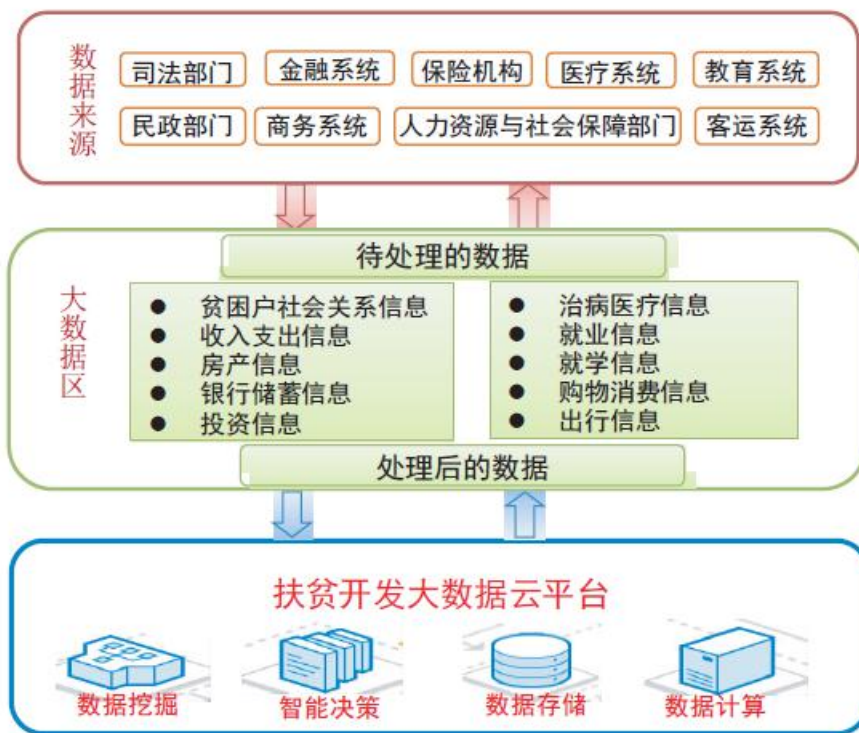 数据来源
司法部门 金融系统 保险机构 医疗系统 教育系统
民政部门 商务系统 人力资源与社会保障部门 客运系统
大数据区
待处理的数据
● 贫困户社会关系信息
● 收入支出信息
● 房产信息
● 银行储蓄信息
● 投资信息
● 治病医疗信息
● 就业信息
● 就学信息
● 购物消费信息
● 出行信息
处理后的数据
扶贫开发大数据云平台
数据挖掘 智能决策 数据存储 数据计算